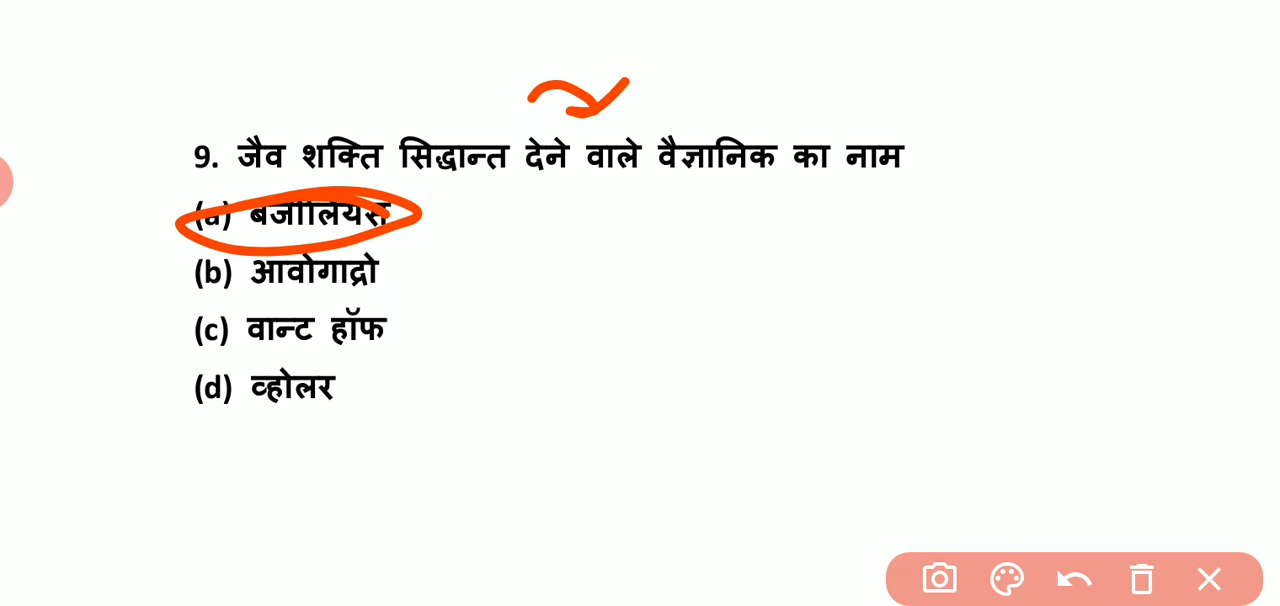 9. जैव शक्ति सिद्धान्त देने वाले वैज्ञानिक का नाम
(a) बर्जीलियस
(b) आवोगाद्रो
(c) वान्ट हॉफ
(d) व्होलर